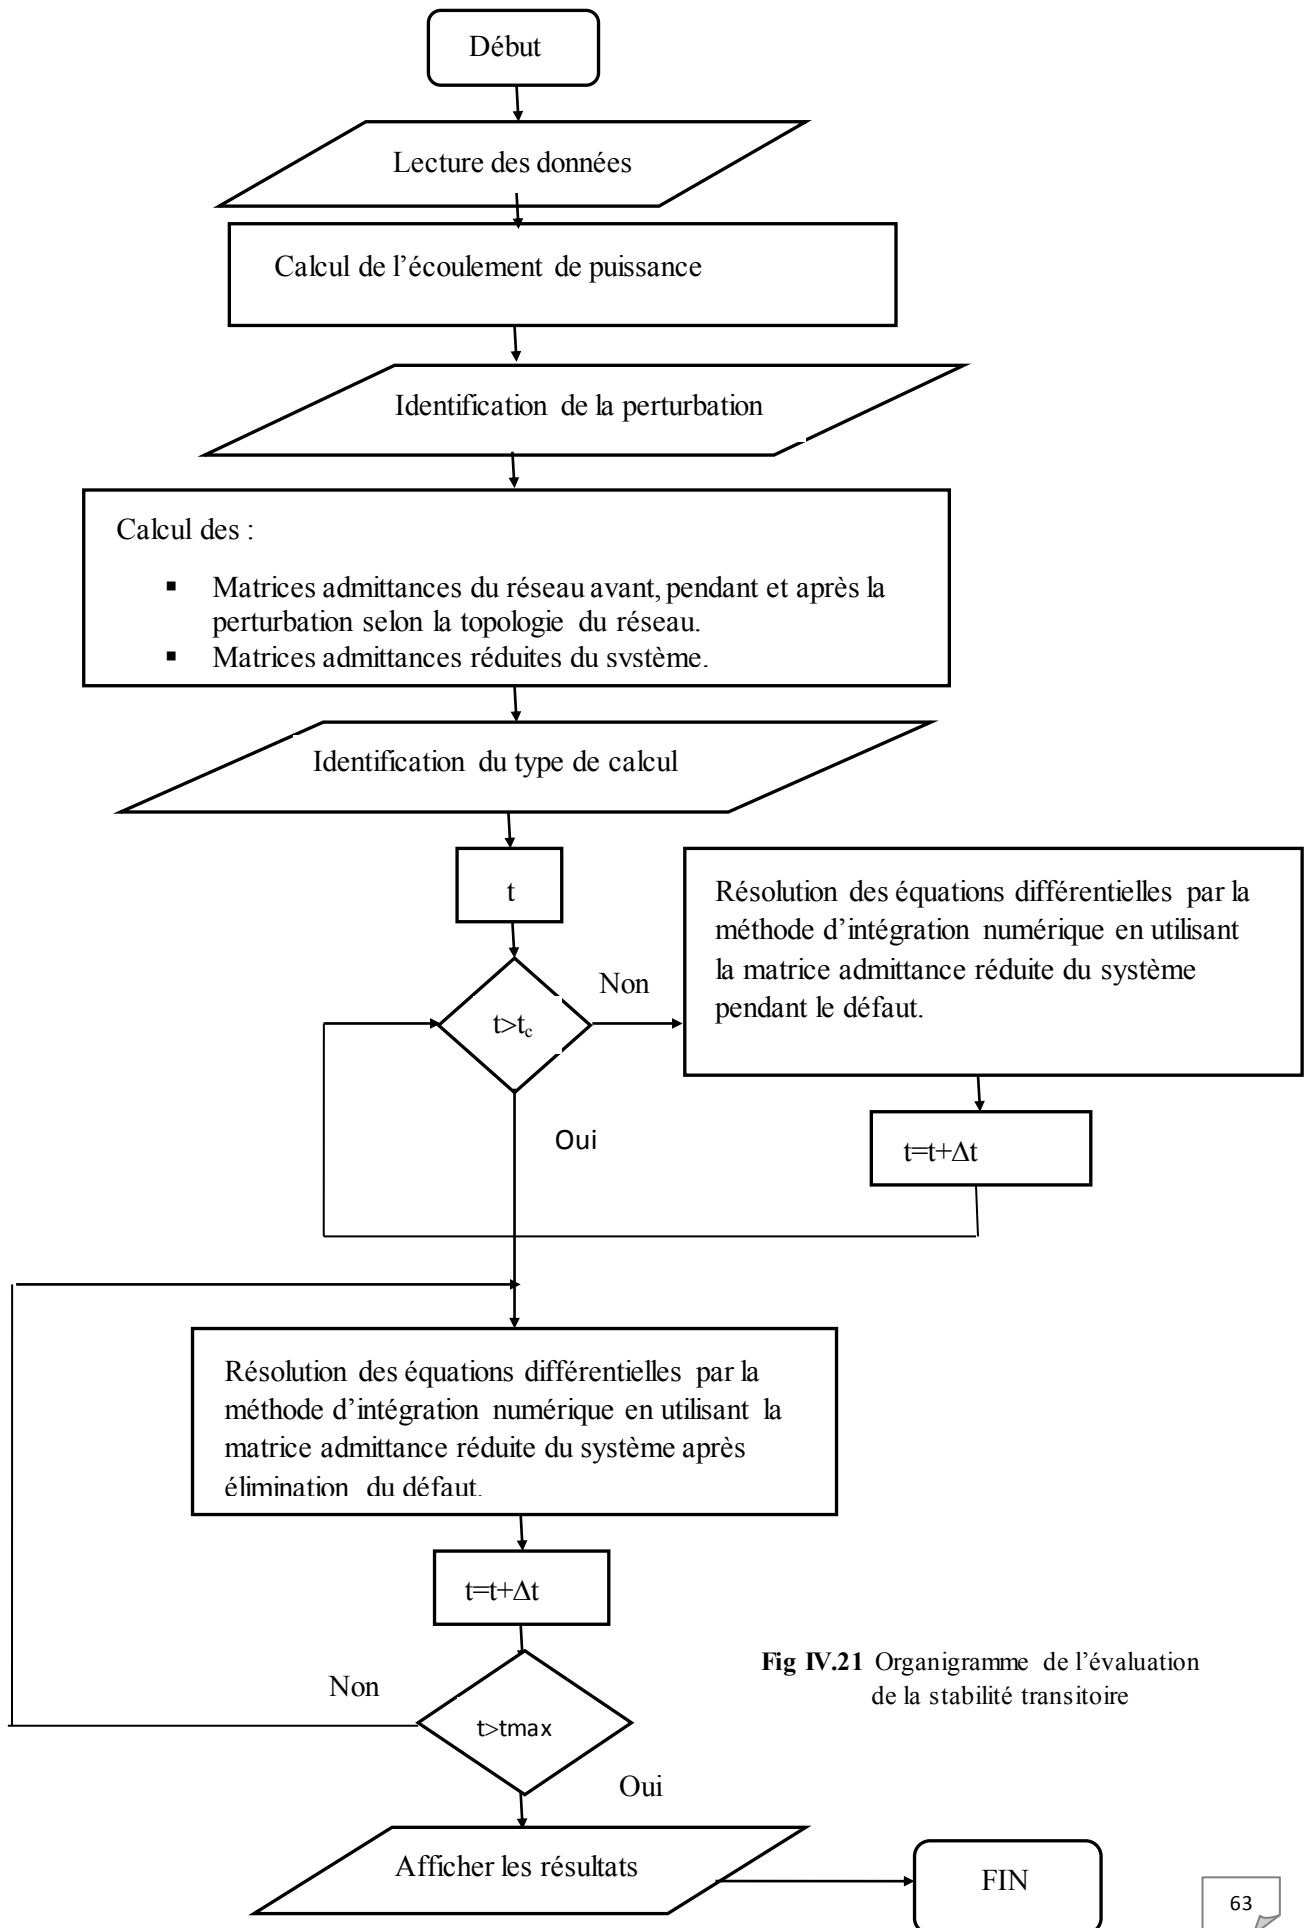 Début
Lecture des données
Calcul de l’écoulement de puissance
Identification de la perturbation
Calcul des :
▪ Matrices admittances du réseau avant, pendant et après la
perturbation selon la topologie du réseau.
▪ Matrices admittances réduites du système.
Identification du type de calcul
t
Résolution des équations différentielles par la
méthode d’intégration numérique en utilisant
la matrice admittance réduite du système
pendant le défaut.
Non
t>tc
Oui
t=t+Δt
Résolution des équations différentielles par la
méthode d’intégration numérique en utilisant la
matrice admittance réduite du système après
élimination du défaut.
t=t+Δt
Fig IV.21 Organigramme de l’évaluation
de la stabilité transitoire
Non
t>tmax
Oui
Afficher les résultats
FIN
63